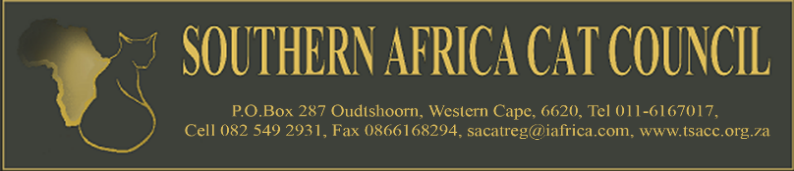 SOUTHERN AFRICA CAT COUNCIL
P.O.Box 287 Oudtshoorn, Western Cape, 6620, Tel 011-6167017,
Cell 082 549 2931, Fax 0866168294, sacatreg@iafrica.com, www.tsacc.org.za